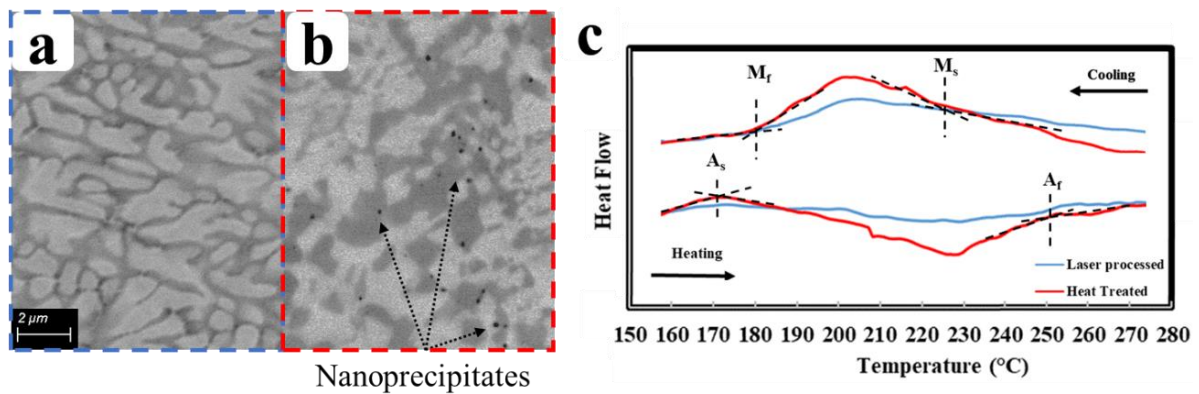 a
b
c
2 µm
Nanoprecipitates
Mf
Ms
Cooling
As
Af
Heating
Laser processed
Heat Treated
Heat Flow
150 160 170 180 190 200 210 220 230 240 250 260 270 280
Temperature (°C)